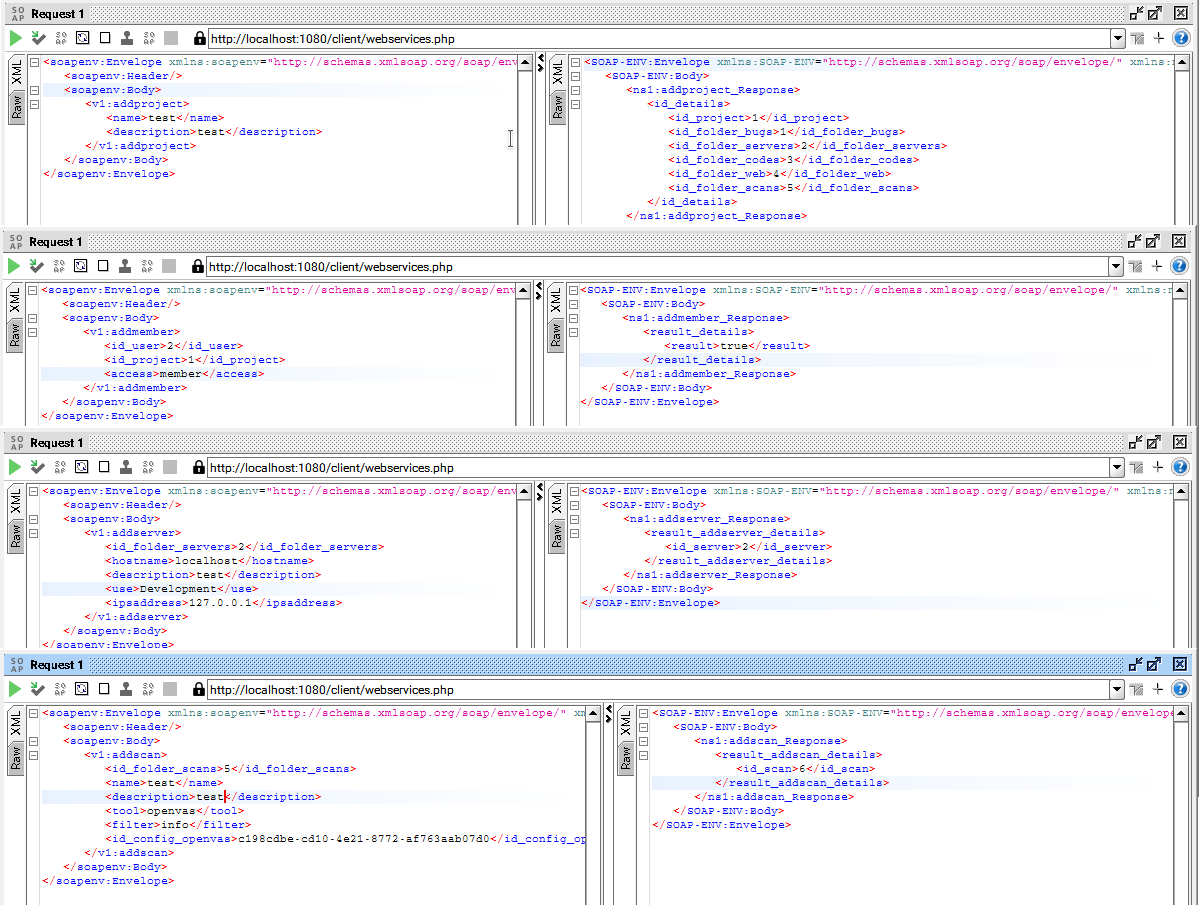 SO AP Request 1
http://localhost:1080/client/webservices.php
XML
Raw
<soapenv:Envelope xmlns:soapenv="http://schemas.xmlsoap.org/soap/env
<soapenv:Header/>
<soapenv:Body>
<v1:addproject>
<name>test</name>
<description>test</description>
</v1:addproject>
</soapenv:Body>
</soapenv:Envelope>
XML
Raw
<SOAP-ENV:Envelope xmlns:SOAP-ENV="http://schemas.xmlsoap.org/soap/envelope/" xmlns:
<SOAP-ENV:Body>
<ns1:addproject_Response>
<id_details>
<id_project>1</id_project>
<id_folder_bugs>1</id_folder_bugs>
<id_folder_servers>2</id_folder_servers>
<id_folder_codes>3</id_folder_codes>
<id_folder_web>4</id_folder_web>
<id_folder_scans>5</id_folder_scans>
</id_details>
</ns1:addproject_Response>
SO AP Request 1
http://localhost:1080/client/webservices.php
XML
Raw
<soapenv:Envelope xmlns:soapenv="http://schemas.xmlsoap.org/soap/env
<soapenv:Header/>
<soapenv:Body>
<v1:addmember>
<id_user>2</id_user>
<id_project>1</id_project>
<access>member</access>
</v1:addmember>
</soapenv:Body>
</soapenv:Envelope>
XML
Raw
<SOAP-ENV:Envelope xmlns:SOAP-ENV="http://schemas.xmlsoap.org/soap/envelope/" xmlns:
<SOAP-ENV:Body>
<ns1:addmember_Response>
<result_details>
<result>true</result>
</result_details>
</ns1:addmember_Response>
</SOAP-ENV:Body>
</SOAP-ENV:Envelope>
SO AP Request 1
http://localhost:1080/client/webservices.php
XML
Raw
<soapenv:Envelope xmlns:soapenv="http://schemas.xmlsoap.org/soap/env
<soapenv:Header/>
<soapenv:Body>
<v1:addserver>
<id_folder_servers>2</id_folder_servers>
<hostname>localhost</hostname>
<description>test</description>
<use>Development</use>
<ipsaddress>127.0.0.1</ipsaddress>
</v1:addserver>
</soapenv:Body>
</soapenv:Envelope>
XML
Raw
<SOAP-ENV:Envelope xmlns:SOAP-ENV="http://schemas.xmlsoap.org/soap/envelope/" xmlns:
<SOAP-ENV:Body>
<ns1:addserver_Response>
<result_addserver_details>
<id_server>2</id_server>
</result_addserver_details>
</ns1:addserver_Response>
</SOAP-ENV:Body>
</SOAP-ENV:Envelope>
SO AP Request 1
http://localhost:1080/client/webservices.php
XML
Raw
<soapenv:Envelope xmlns:soapenv="http://schemas.xmlsoap.org/soap/envelope/" xm
<soapenv:Header/>
<soapenv:Body>
<v1:addscan>
<id_folder_scans>5</id_folder_scans>
<name>test</name>
<description>test</description>
<tool>openvas</tool>
<filter>info</filter>
<id_config_openvas>c198cdbe-cd10-4e21-8772-af763aab07d0</id_config_op
</v1:addscan>
</soapenv:Body>
</soapenv:Envelope>
XML
Raw
<SOAP-ENV:Envelope xmlns:SOAP-ENV="http://schemas.xmlsoap.org/soap/envelope
<SOAP-ENV:Body>
<ns1:addscan_Response>
<result_addscan_details>
<id_scan>6</id_scan>
</result_addscan_details>
</ns1:addscan_Response>
</SOAP-ENV:Body>
</SOAP-ENV:Envelope>